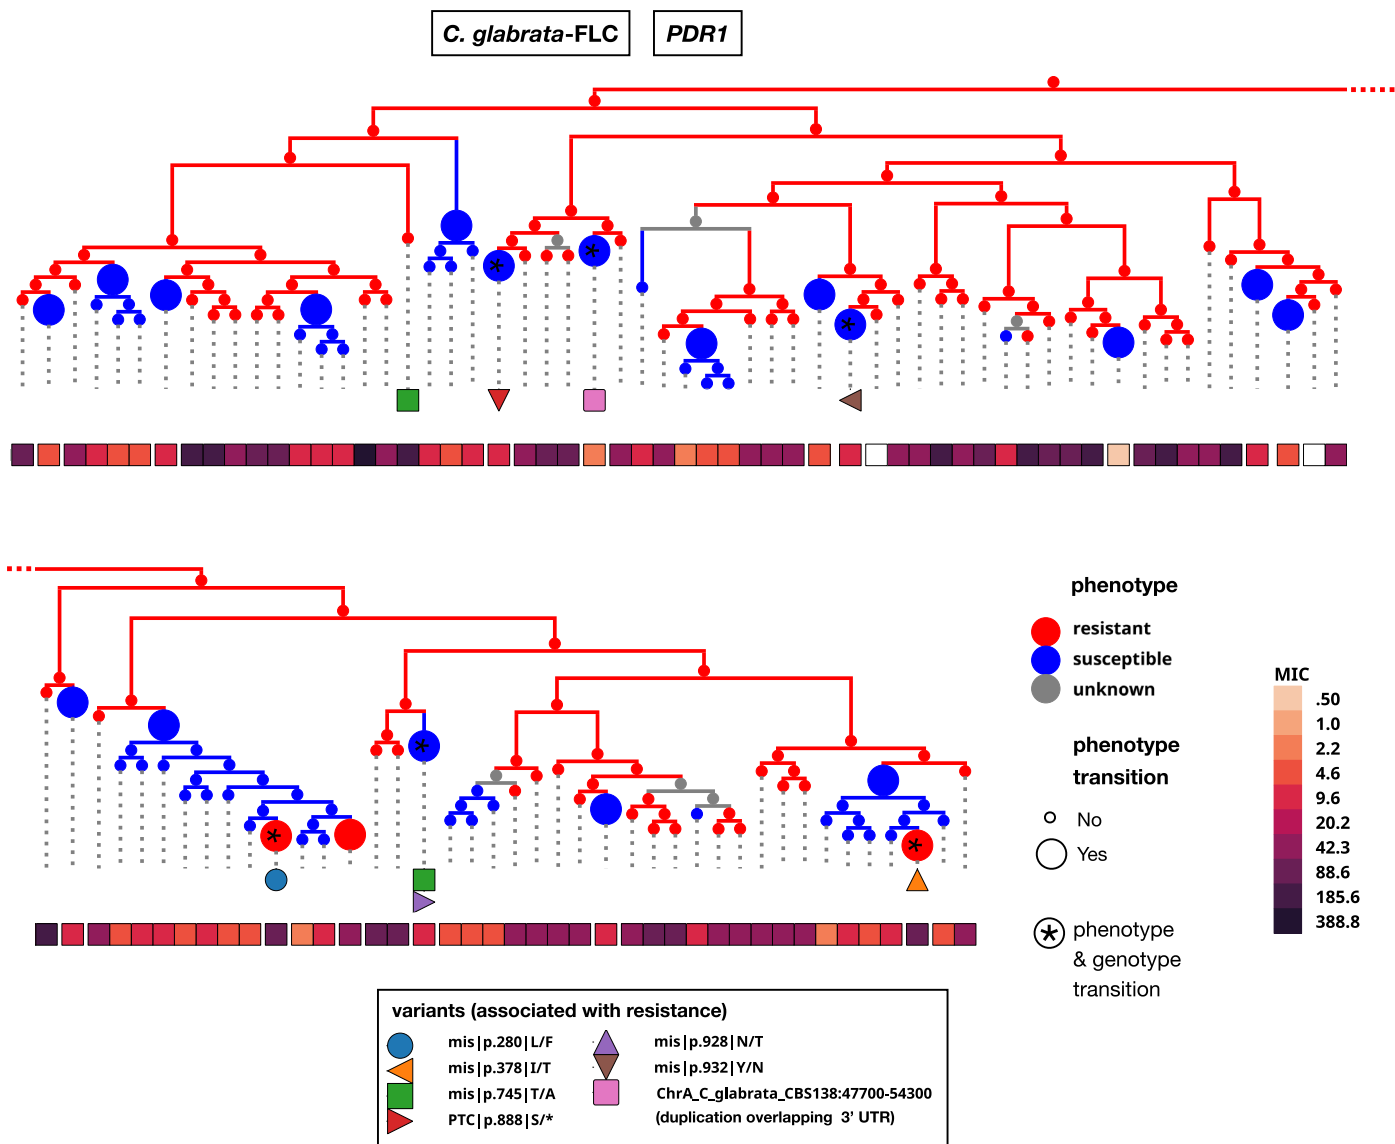 C. glabrata-FLC PDR1
phenotype
resistant
susceptible
unknown
phenotype
transition
No
Yes
* phenotype
& genotype
transition
MIC
.50
1.0
2.2
4.6
9.6
20.2
42.3
88.6
185.6
388.8
variants (associated with resistance)
mis|p.280|L/F
mis|p.378|I/T
mis|p.745|T/A
PTC|p.888|S/*
mis|p.928|N/T
mis|p.932|Y/N
ChrA_C_glabrata_CBS138:47700-54300
(duplication overlapping 3' UTR)